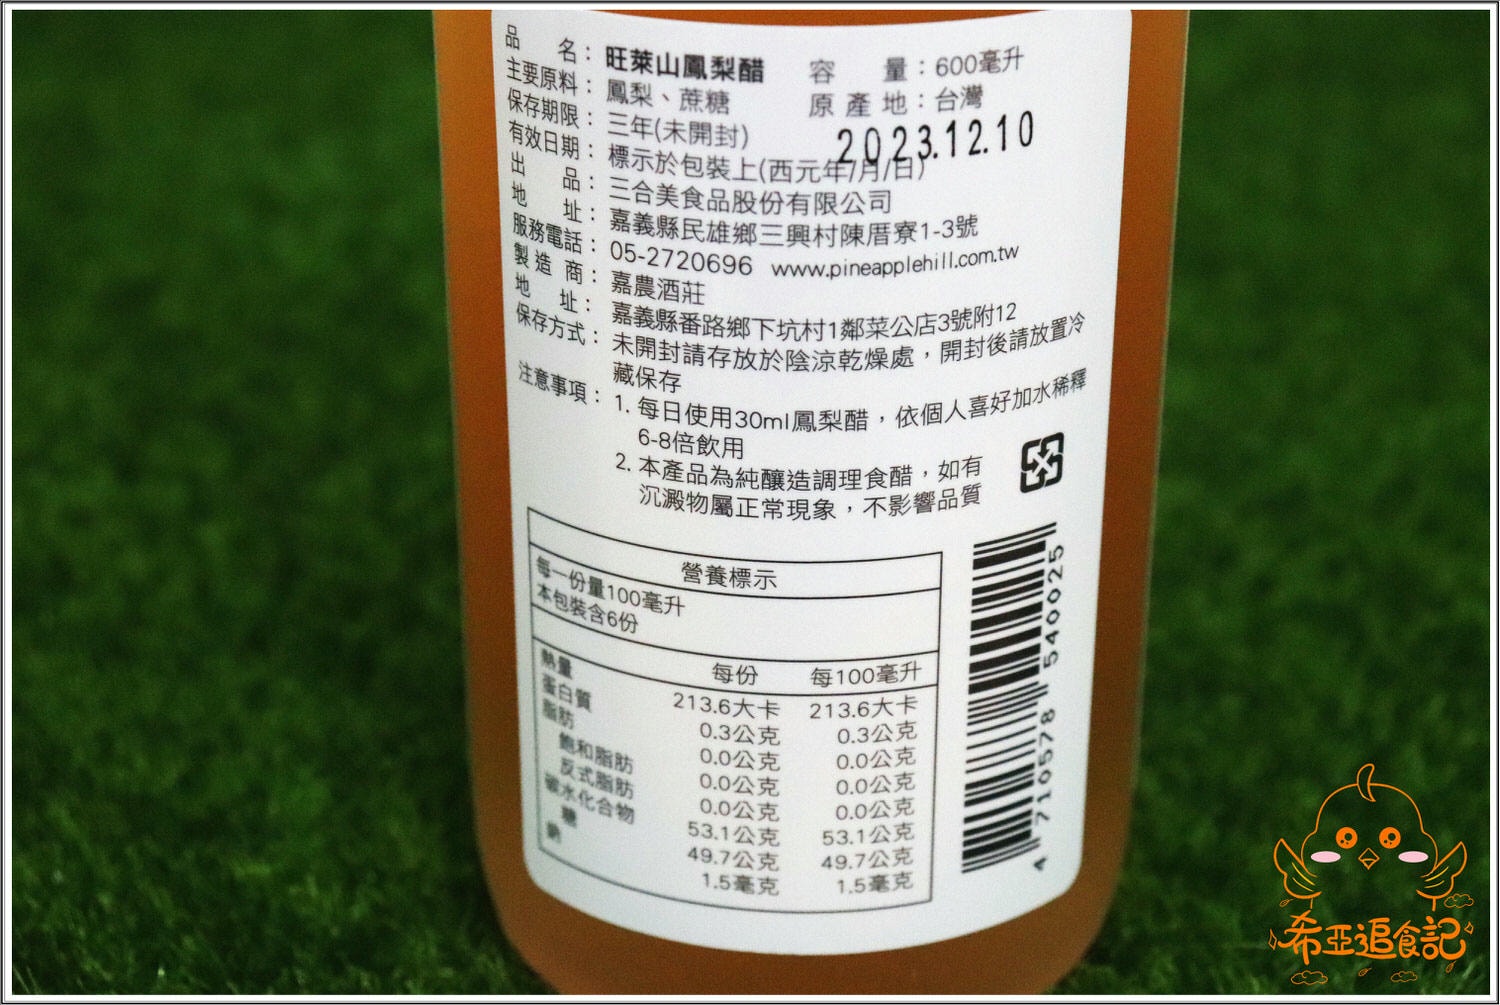 品 名：旺萊山鳳梨醋 容 量：600毫升
主要原料：鳳梨、蔗糖 原產地：台灣
保存期限：三年(未開封)
2023.12.10
有效日期：標示於包裝上(西元年/月/日)
出 品：三合美食品股份有限公司
地 址：嘉義縣民雄鄉三興村陳厝寮1-3號
服務電話：05-2720696 www.pineapplehill.com.tw
製造商：嘉農酒莊
地 址：嘉義縣番路鄉下坑村1鄰菜公店3號附12
保存方式：未開封請存放於陰涼乾燥處，開封後請放置冷
藏保存
注意事項：1. 每日使用30ml鳳梨醋，依個人喜好加水稀釋
6-8倍飲用
2. 本產品為純釀造調理食醋，如有
沉澱物屬正常現象，不影響品質
營養標示
每一份量100毫升
本包裝含6份
每份 每100毫升
熱量 213.6大卡 213.6大卡
蛋白質 0.3公克 0.3公克
脂肪 0.0公克 0.0公克
飽和脂肪 0.0公克 0.0公克
反式脂肪 0.0公克 0.0公克
碳水化合物 53.1公克 53.1公克
糖 49.7公克 49.7公克
鈉 1.5毫克 1.5毫克
4 710578 540025
希亞追食記